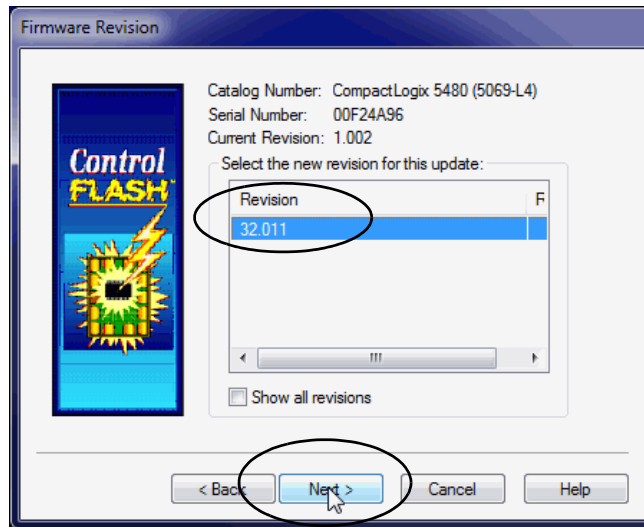 Firmware Revision
Catalog Number: CompactLogix 5480 (5069-L4)
Serial Number: 00F24A96
Current Revision: 1.002
Control
FLASH™
Select the new revision for this update:
Revision F
32.011
Show all revisions
< Back Next > Cancel Help